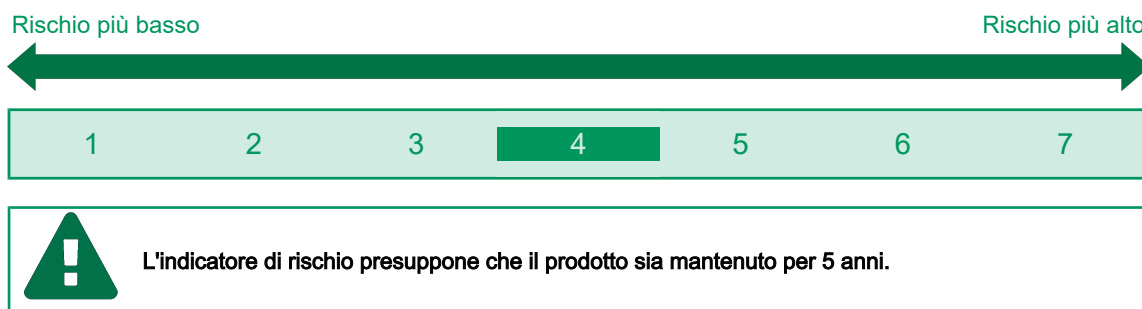 Rischio più basso Rischio più alto
1 2 3 4 5 6 7
L'indicatore di rischio presuppone che il prodotto sia mantenuto per 5 anni.